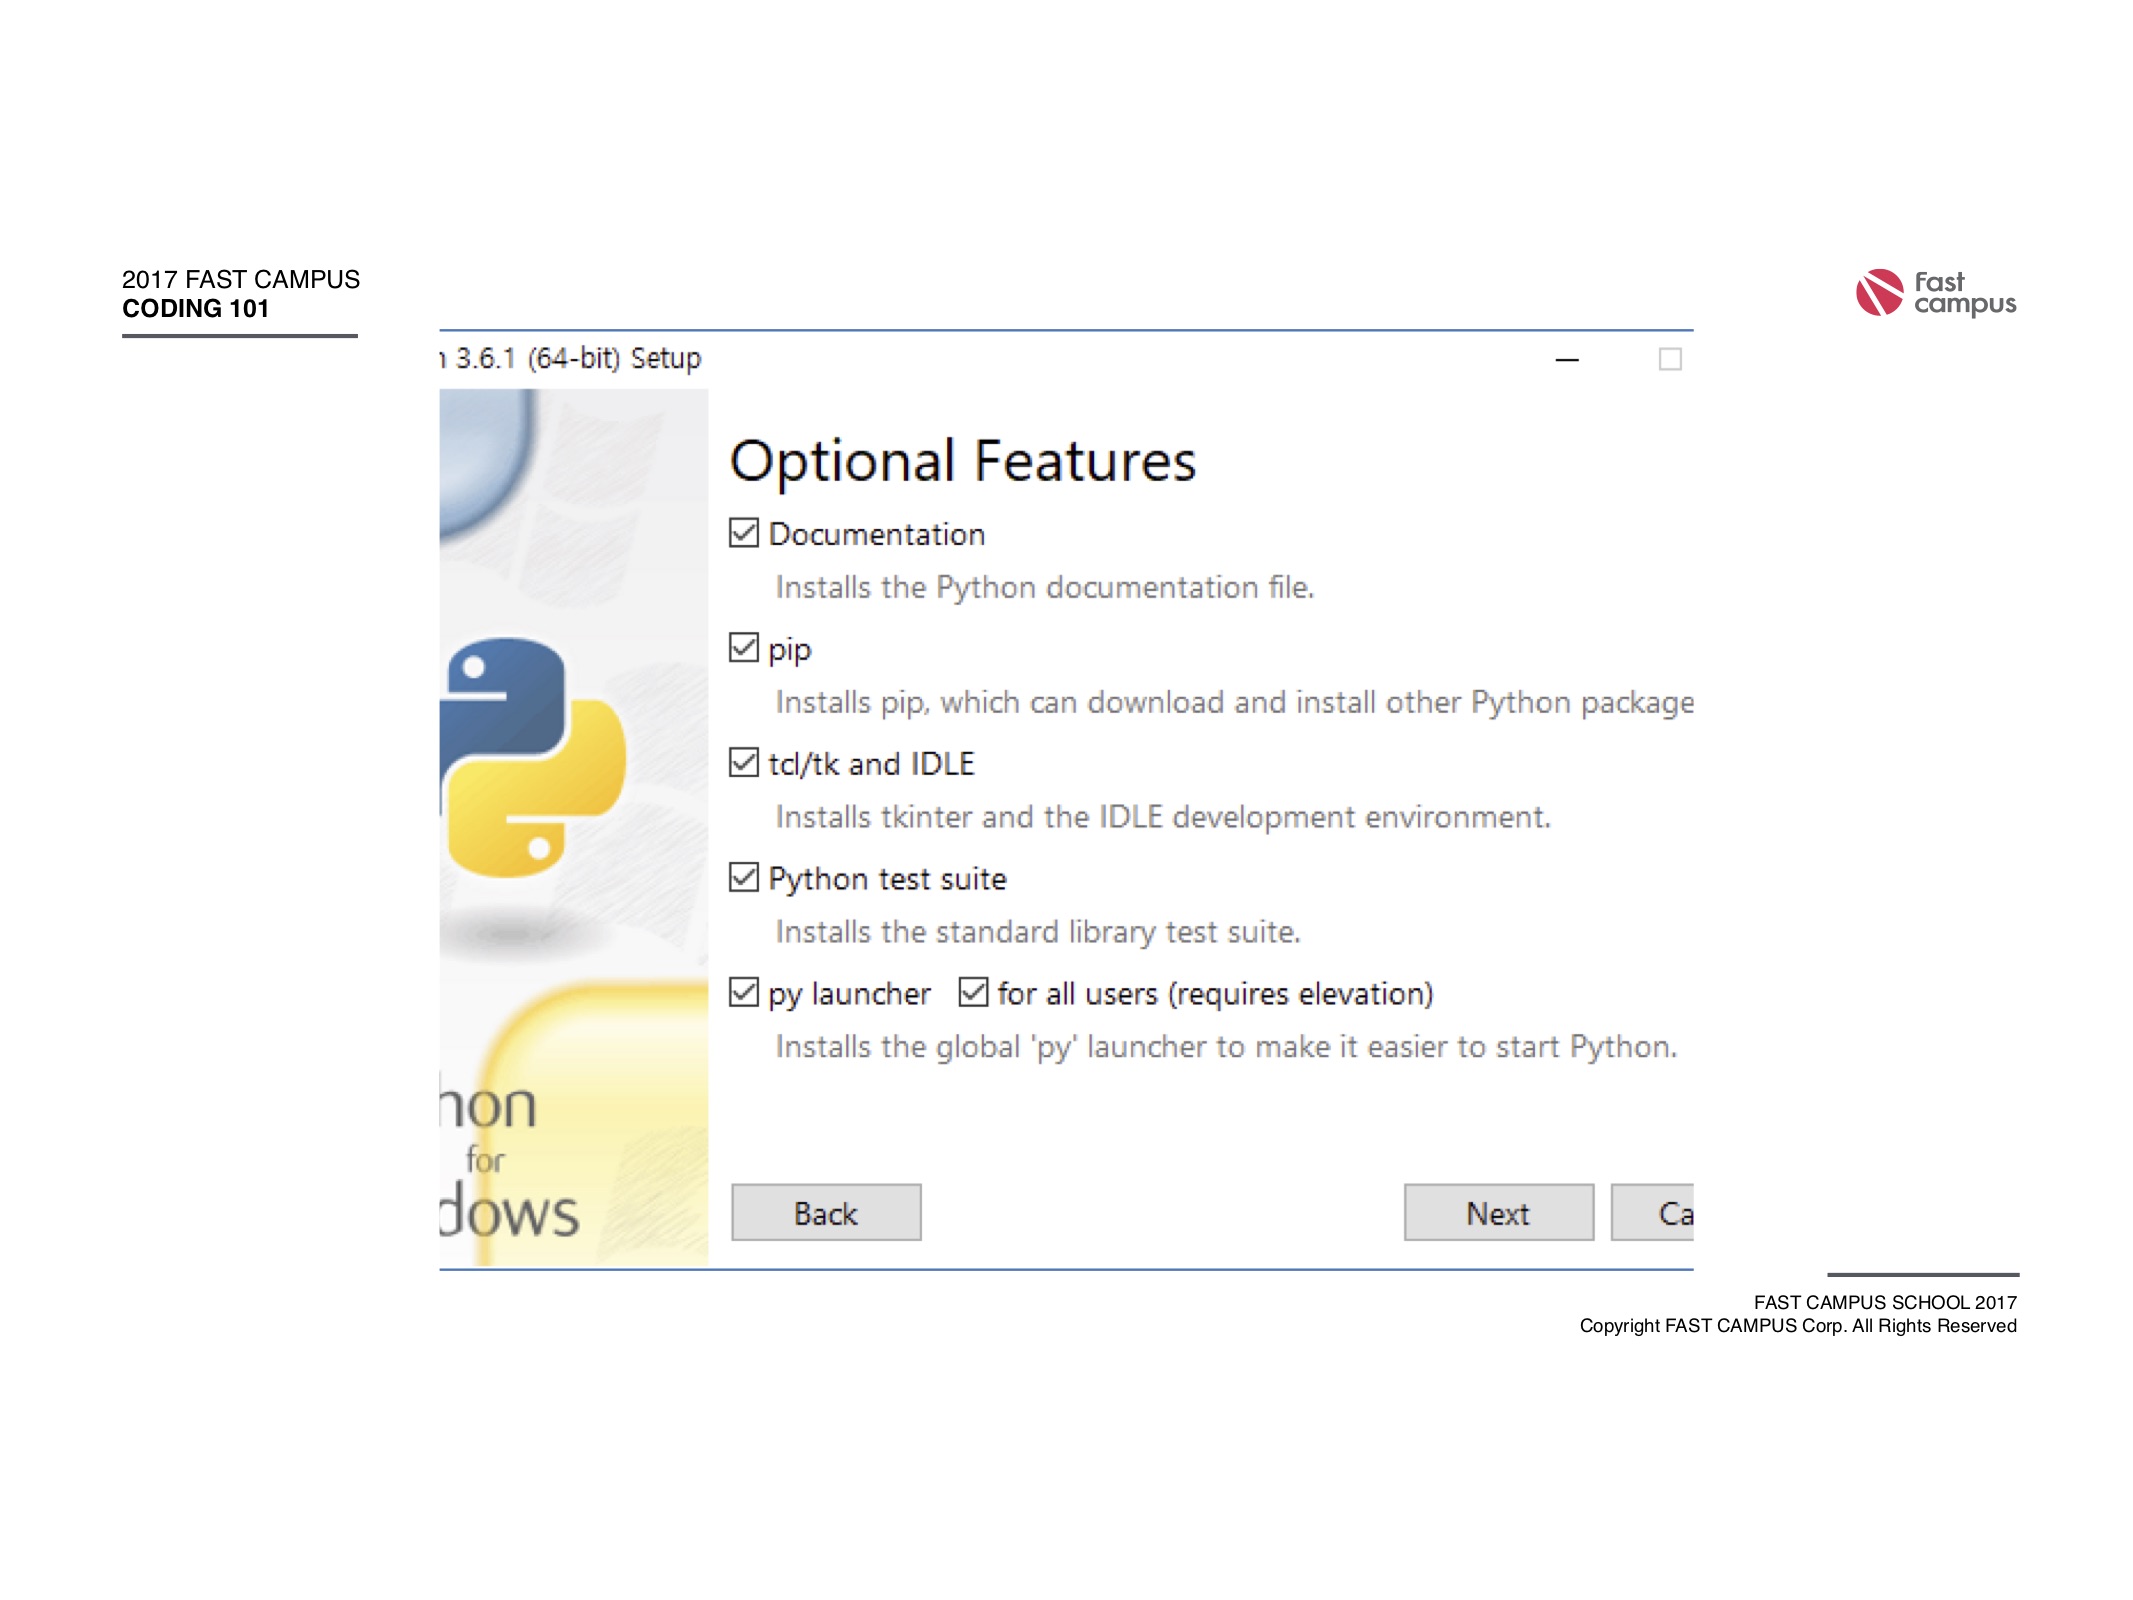 2017 FAST CAMPUS
CODING 101
Fast
campus
3.6.1 (64-bit) Setup
Optional Features
Documentation
Installs the Python documentation file.
pip
Installs pip, which can download and install other Python package
tcl/tk and IDLE
Installs tkinter and the IDLE development environment.
Python test suite
Installs the standard library test suite.
py launcher for all users (requires elevation)
Installs the global 'py' launcher to make it easier to start Python.
hon
for
dows
Back Next Ca
FAST CAMPUS SCHOOL 2017
Copyright FAST CAMPUS Corp. All Rights Reserved